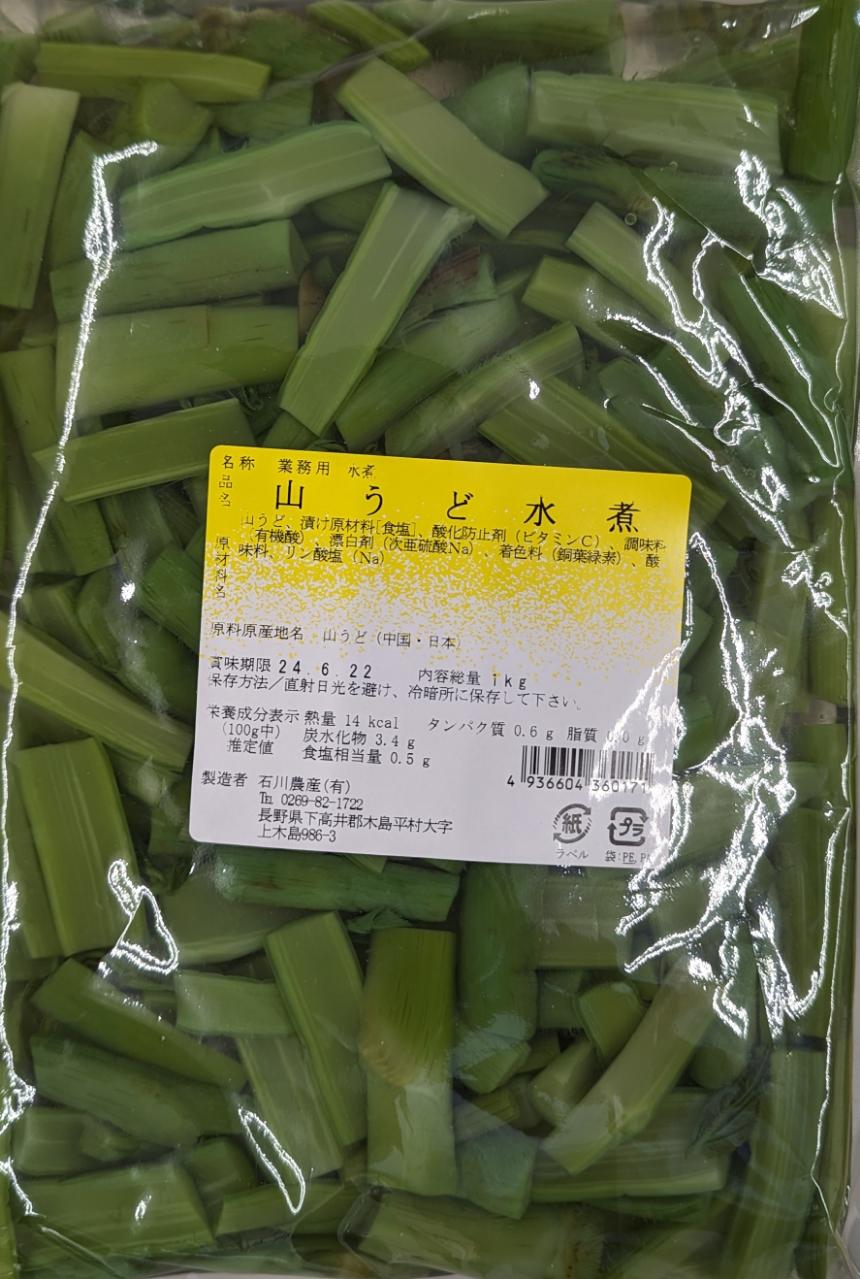 名称 業務用 水煮
品名 山うど水煮
原材料名 山うど、漬け原材料[食塩]、酸化防止剤（ビタミンC）、調味料
（有機酸）、漂白剤（次亜硫酸Na）、着色料（銅葉緑素）、酸
味料、リン酸塩（Na）
原料原産地名 山うど（中国・日本）
賞味期限 24.6.22 内容総量 1kg
保存方法／直射日光を避け、冷暗所に保存して下さい。
栄養成分表示 熱量 14 kcal タンパク質 0.6 g 脂質 0.0 g
(100g中) 炭水化物 3.4 g
推定値 食塩相当量 0.5 g
4 936604 360171
製造者 石川農産(有)
℡ 0269-82-1722
長野県下高井郡木島平村大字
上木島986-3
紙 プラ
ラベル 袋:PE,